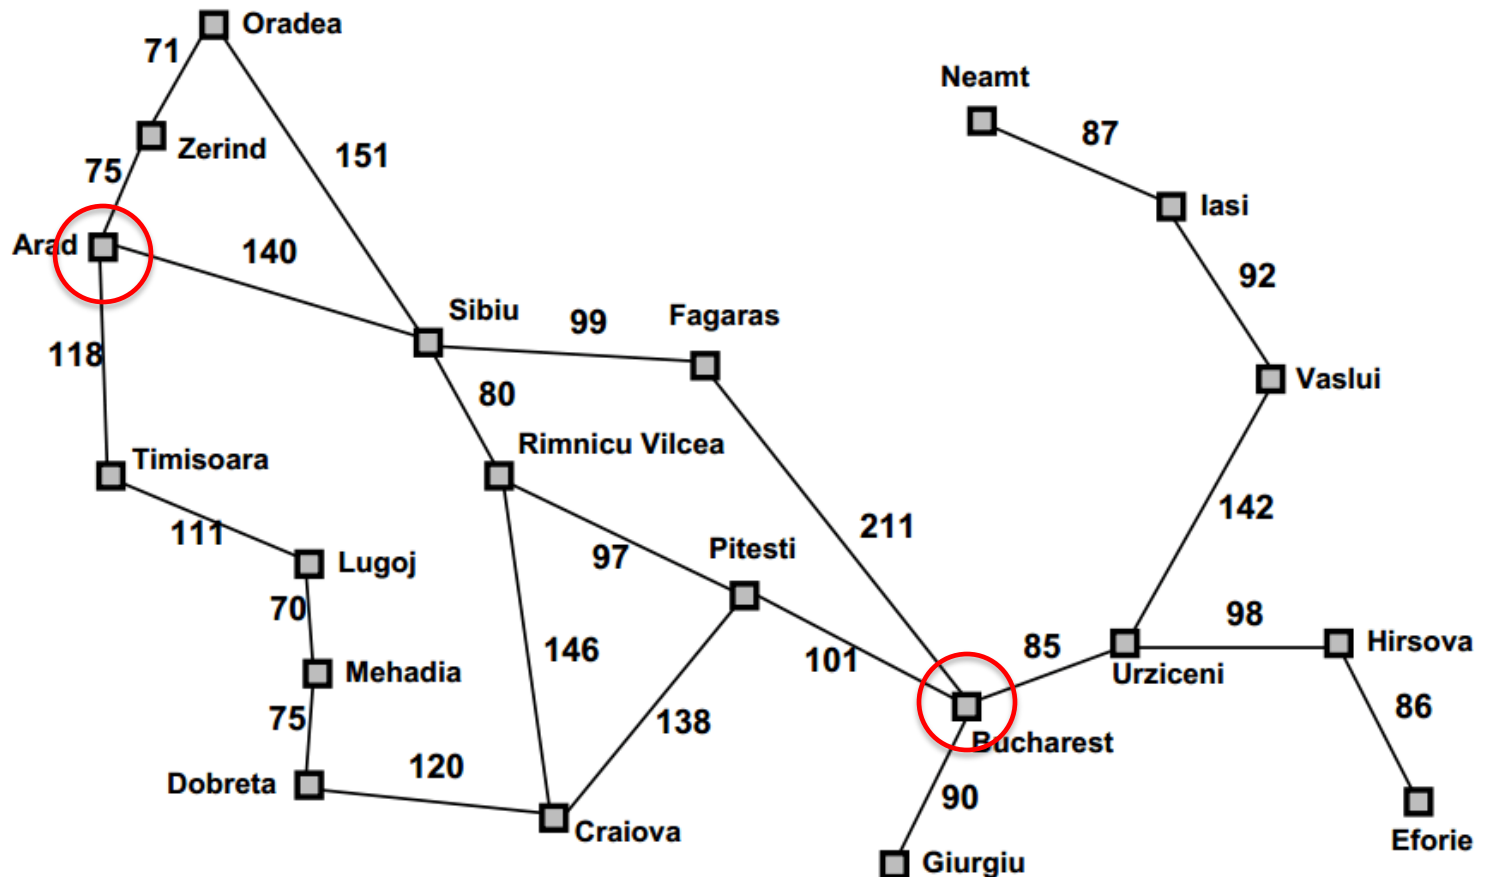 Oradea
71
Neamt
87
Zerind
151
75
Iasi
Arad
140
92
Sibiu
99
Fagaras
118
Vaslui
80
Rimnicu Vilcea
Timisoara
142
211
111
97
Pitesti
Lugoj
70
98
146
101
85
Hirsova
Urziceni
Mehadia
75
138
86
Bucharest
120
Dobreta
90
Craiova
Eforie
Giurgiu